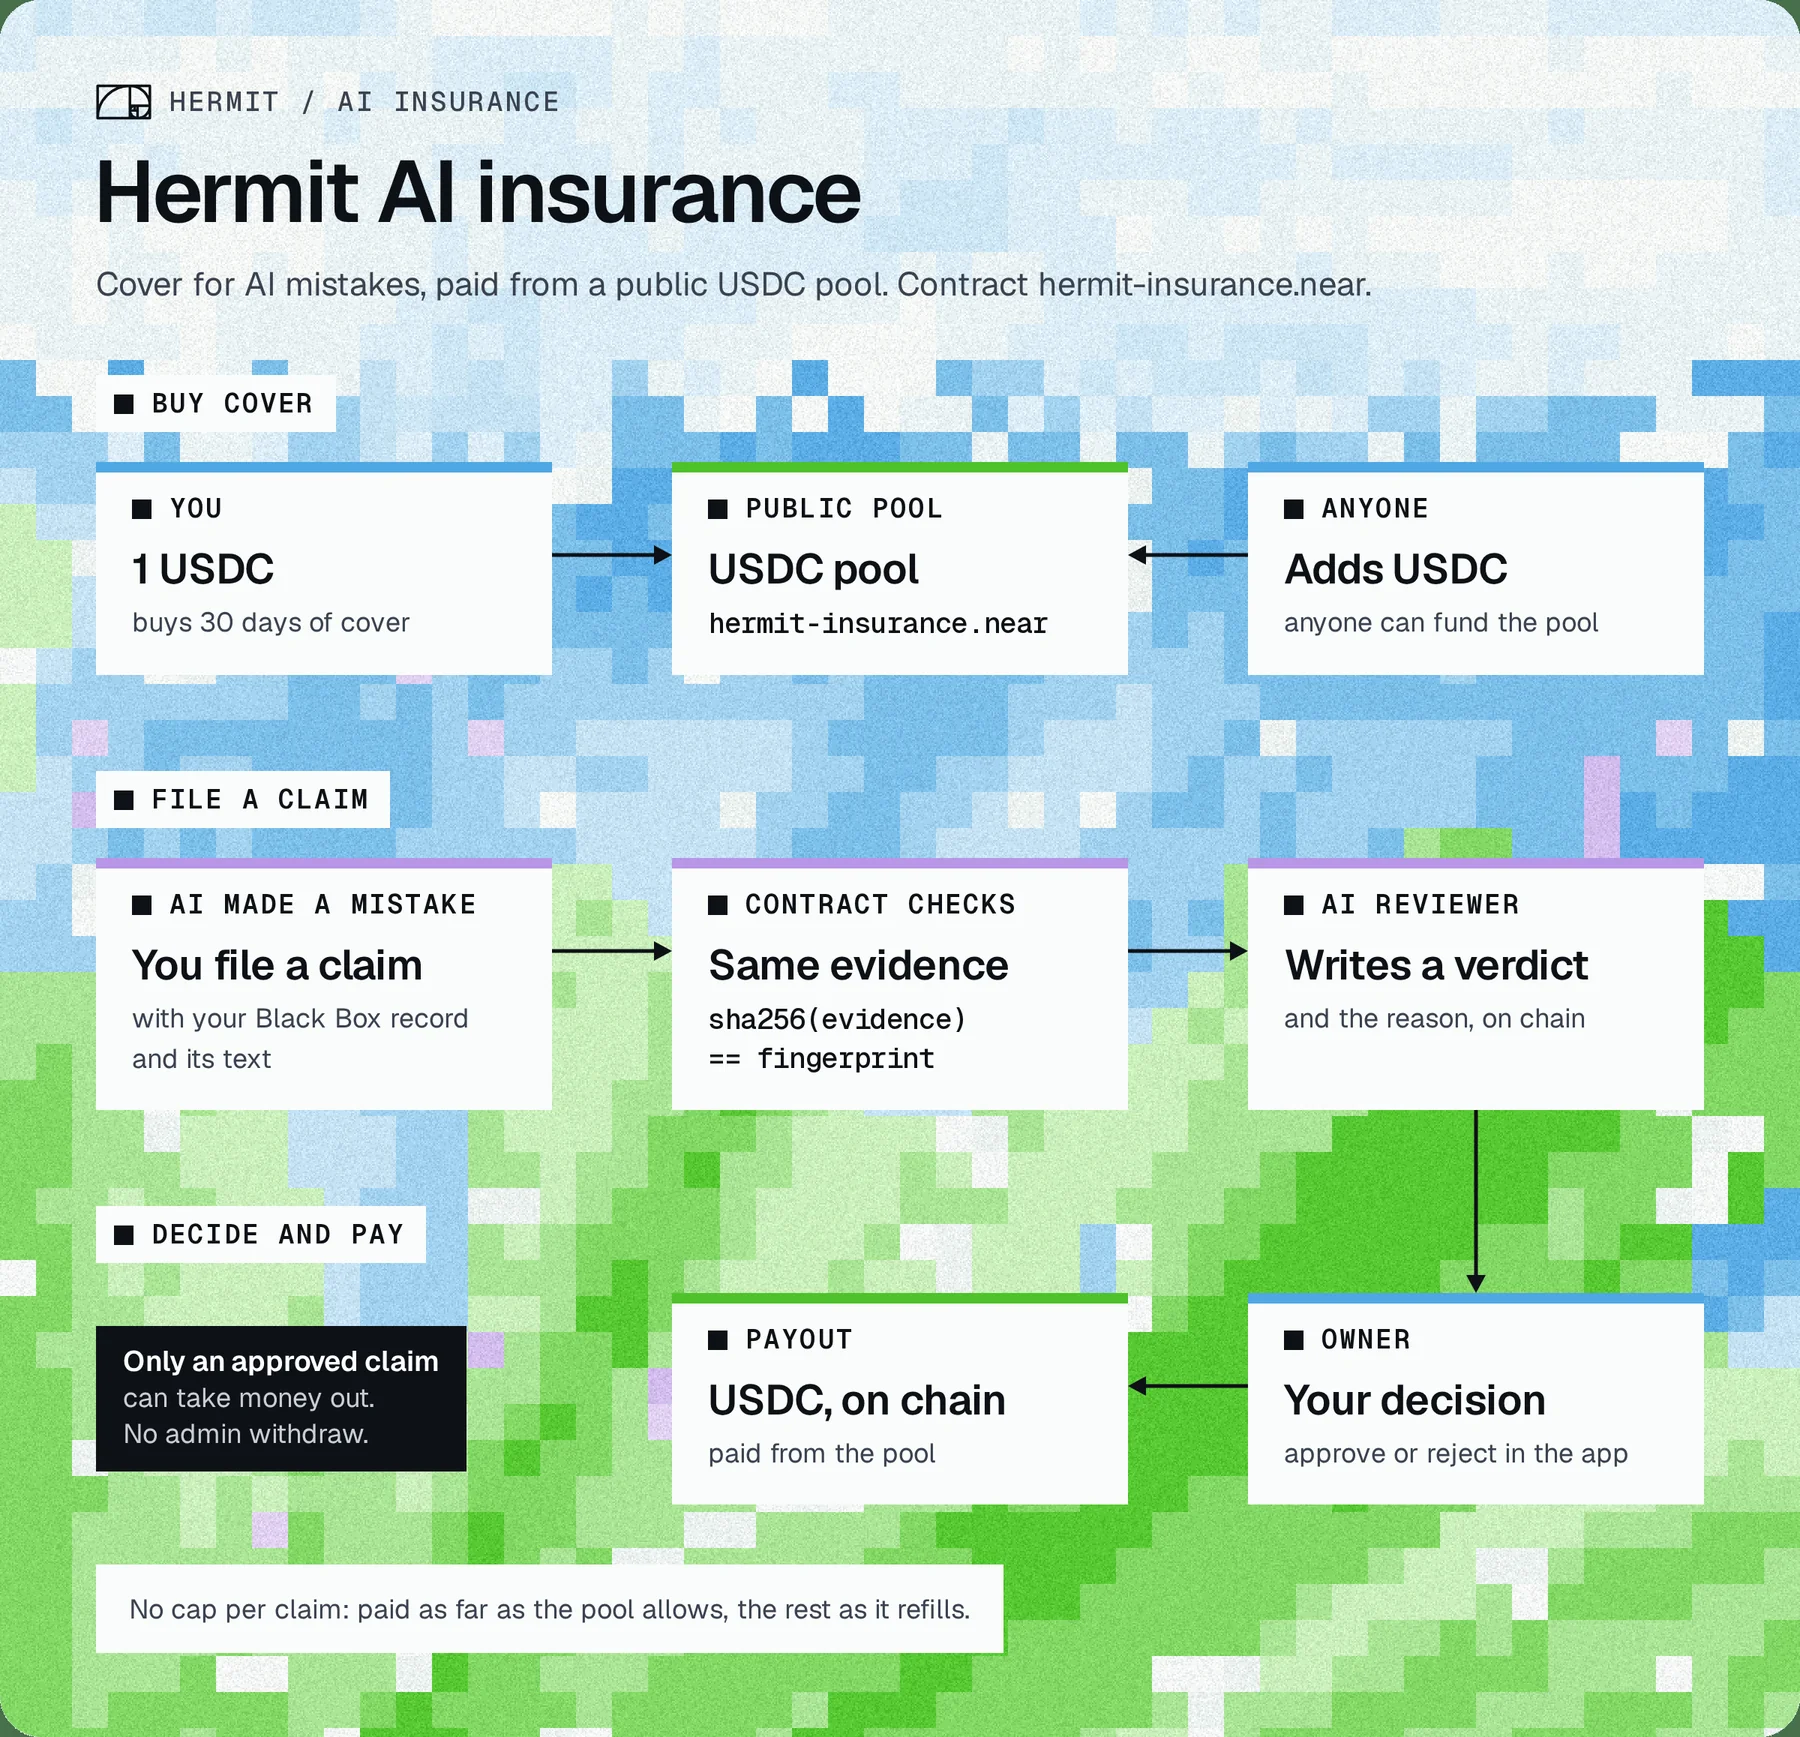 HERMIT / AI INSURANCE
Hermit AI insurance
Cover for AI mistakes, paid from a public USDC pool. Contract hermit-insurance.near.
BUY COVER
YOU
1 USDC
buys 30 days of cover
PUBLIC POOL
USDC pool
hermit-insurance.near
ANYONE
Adds USDC
anyone can fund the pool
FILE A CLAIM
AI MADE A MISTAKE
You file a claim
with your Black Box record
and its text
CONTRACT CHECKS
Same evidence
sha256(evidence)
== fingerprint
AI REVIEWER
Writes a verdict
and the reason, on chain
DECIDE AND PAY
Only an approved claim
can take money out.
No admin withdraw.
PAYOUT
USDC, on chain
paid from the pool
OWNER
Your decision
approve or reject in the app
No cap per claim: paid as far as the pool allows, the rest as it refills.